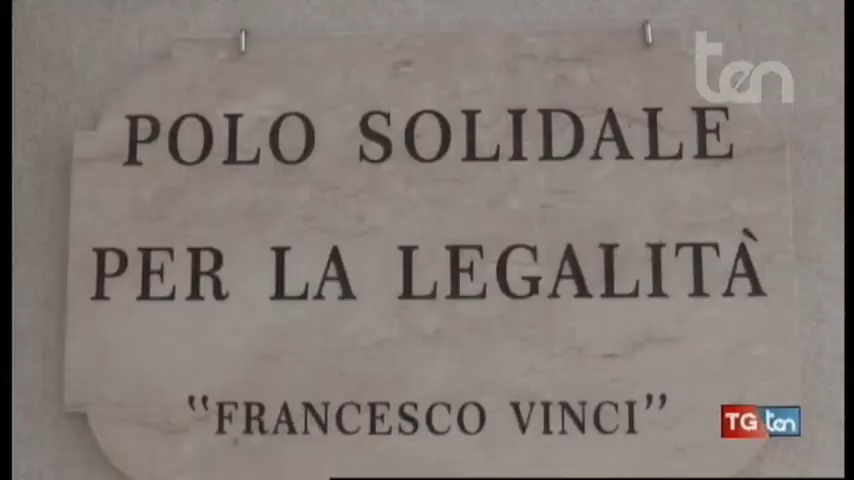 ten
POLO SOLIDALE
PER LA LEGALITÀ
"FRANCESCO VINCI"
TG ten